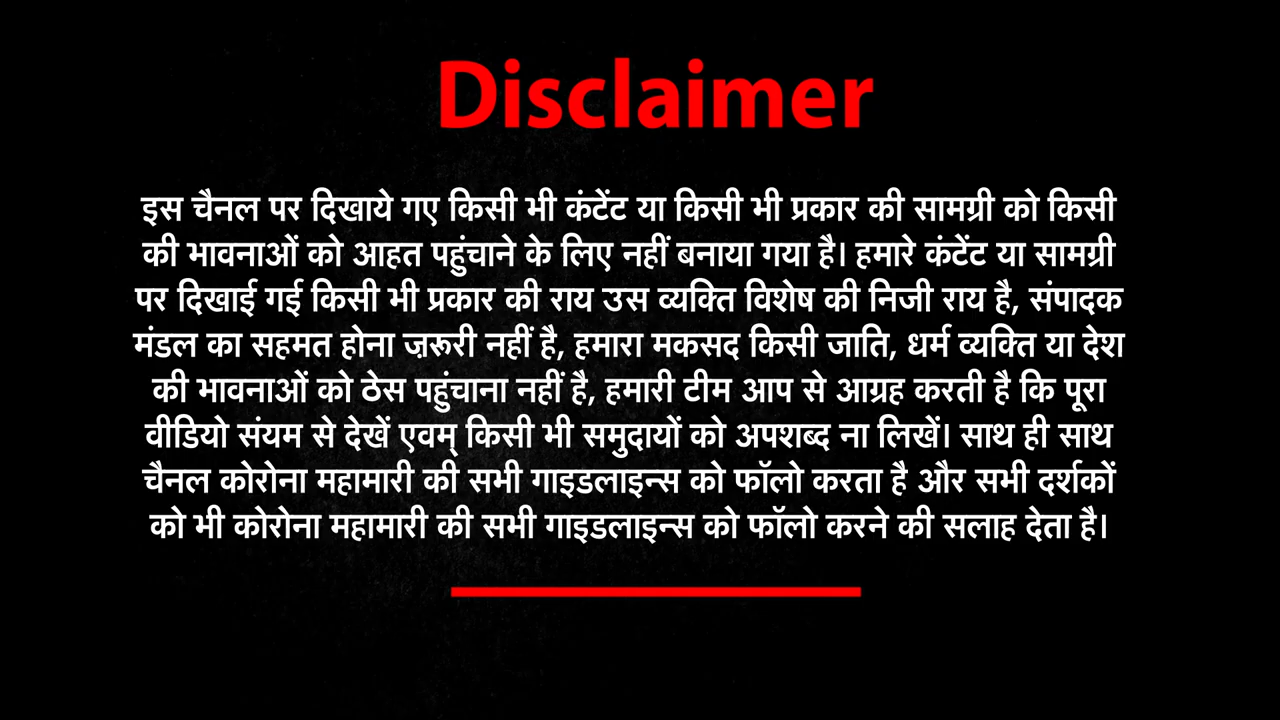 Disclaimer
इस चैनल पर दिखाये गए किसी भी कंटेंट या किसी भी प्रकार की सामग्री को किसी
की भावनाओं को आहत पहुंचाने के लिए नहीं बनाया गया है। हमारे कंटेंट या सामग्री
पर दिखाई गई किसी भी प्रकार की राय उस व्यक्ति विशेष की निजी राय है, संपादक
मंडल का सहमत होना ज़रूरी नहीं है, हमारा मकसद किसी जाति, धर्म व्यक्ति या देश
की भावनाओं को ठेस पहुंचाना नहीं है, हमारी टीम आप से आग्रह करती है कि पूरा
वीडियो संयम से देखें एवम् किसी भी समुदायों को अपशब्द ना लिखें। साथ ही साथ
चैनल कोरोना महामारी की सभी गाइडलाइन्स को फॉलो करता है और सभी दर्शकों
को भी कोरोना महामारी की सभी गाइडलाइन्स को फॉलो करने की सलाह देता है।